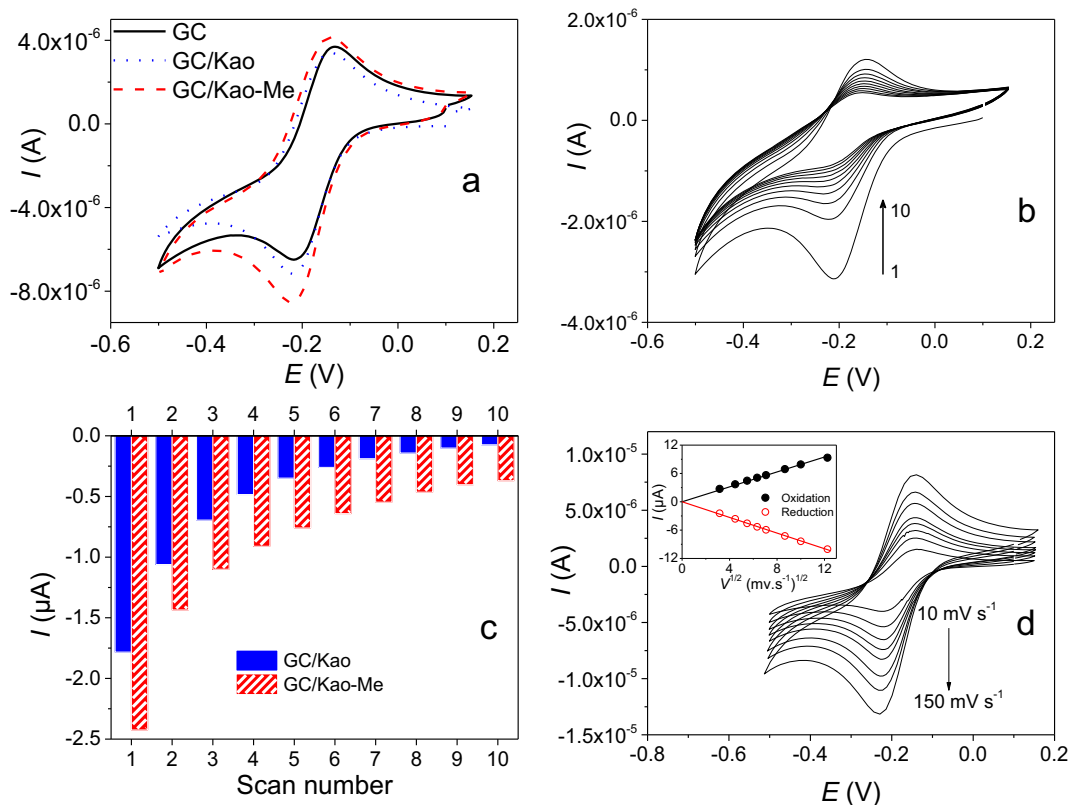 4.0x10⁻⁶
0.0
-4.0x10⁻⁶
-8.0x10⁻⁶
I (A)
GC
GC/Kao
GC/Kao-Me
a
-0.6 -0.4 -0.2 0.0 0.2
E (V)
2.0x10⁻⁶
0.0
-2.0x10⁻⁶
-4.0x10⁻⁶
I (A)
10
1
b
-0.6 -0.4 -0.2 0.0 0.2
E (V)
1 2 3 4 5 6 7 8 9 10
0.0
-0.5
-1.0
-1.5
-2.0
-2.5
I (µA)
c
GC/Kao
GC/Kao-Me
1 2 3 4 5 6 7 8 9 10
Scan number
1.0x10⁻⁵
5.0x10⁻⁶
0.0
-5.0x10⁻⁶
-1.0x10⁻⁵
-1.5x10⁻⁵
I (A)
12
6
0
-6
-12
I (µA)
Oxidation
Reduction
0 2 4 6 8 10 12
V^1/2 (mv.s⁻¹)^1/2
10 mV s⁻¹
150 mV s⁻¹
d
-0.8 -0.6 -0.4 -0.2 0.0 0.2
E (V)